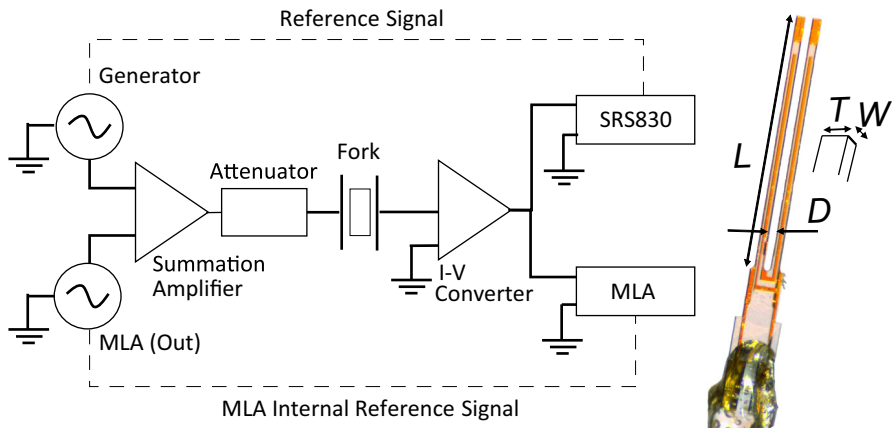 Reference Signal
Generator
SRS830
Fork
Attenuator
T
W
L
D
Summation
Amplifier
I-V
Converter
MLA
MLA (Out)
MLA Internal Reference Signal